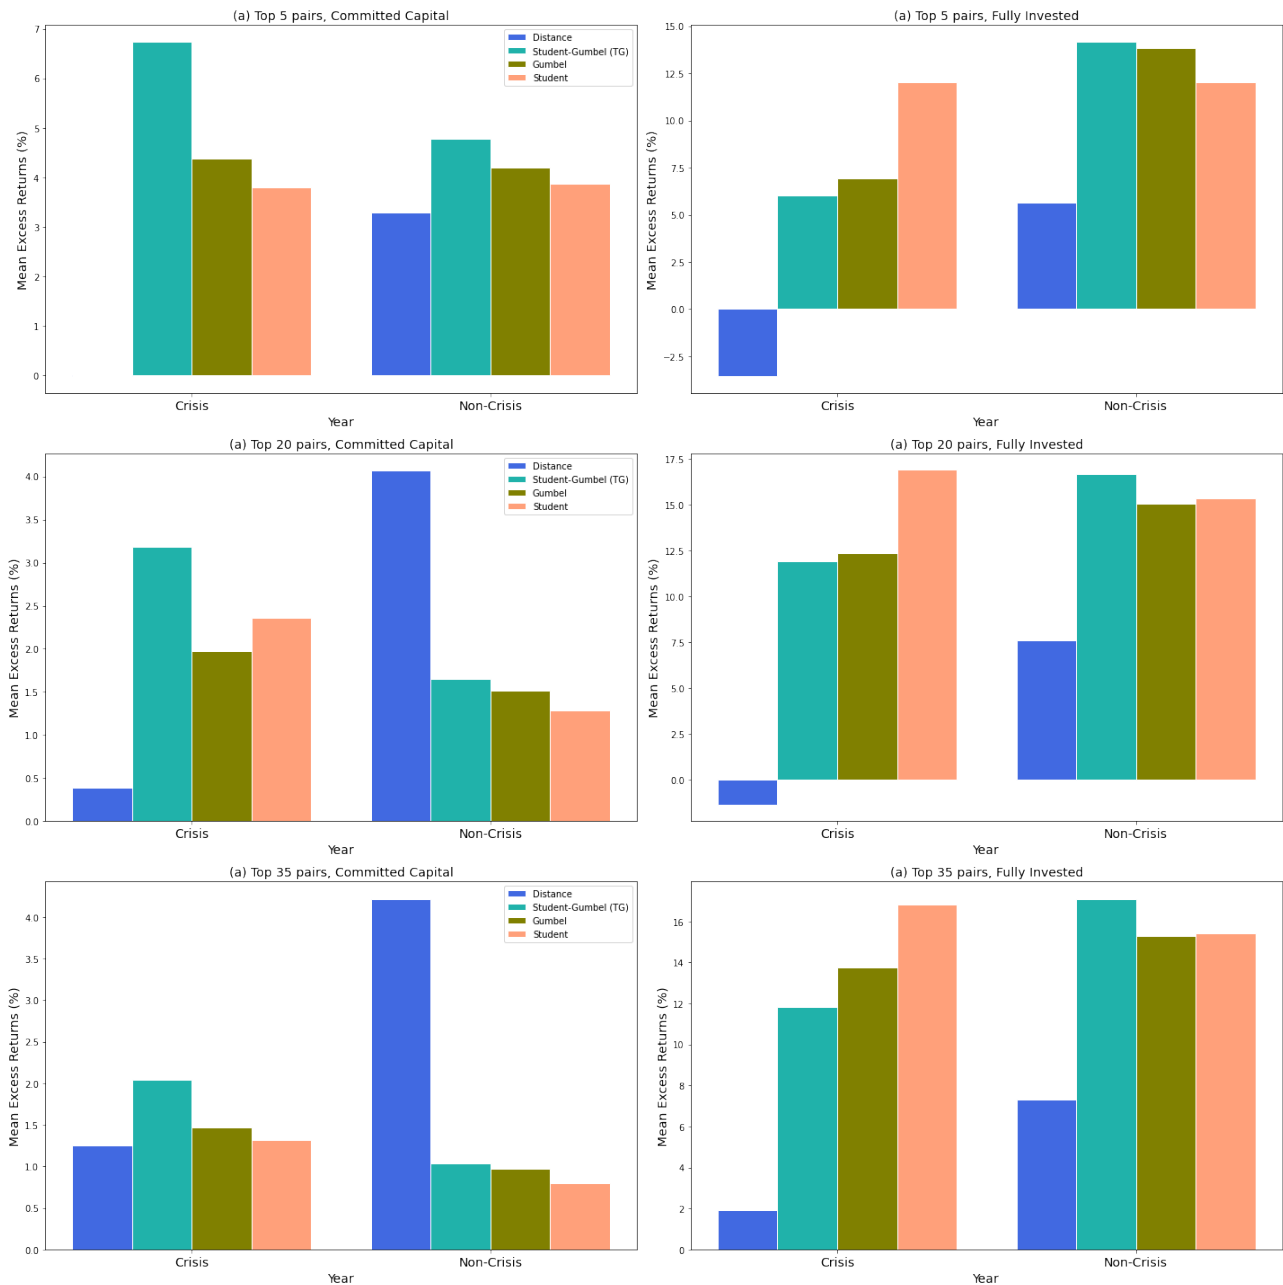 (a) Top 5 pairs, Committed Capital
7
6
5
4
3
2
1
0
Mean Excess Returns (%)
Distance
Student-Gumbel (TG)
Gumbel
Student
Crisis
Non-Crisis
Year
(a) Top 5 pairs, Fully Invested
15.0
12.5
10.0
7.5
5.0
2.5
0.0
−2.5
Mean Excess Returns (%)
Crisis
Non-Crisis
Year
(a) Top 20 pairs, Committed Capital
4.0
3.5
3.0
2.5
2.0
1.5
1.0
0.5
0.0
Mean Excess Returns (%)
Distance
Student-Gumbel (TG)
Gumbel
Student
Crisis
Non-Crisis
Year
(a) Top 20 pairs, Fully Invested
17.5
15.0
12.5
10.0
7.5
5.0
2.5
0.0
Mean Excess Returns (%)
Crisis
Non-Crisis
Year
(a) Top 35 pairs, Committed Capital
4.0
3.5
3.0
2.5
2.0
1.5
1.0
0.5
0.0
Mean Excess Returns (%)
Distance
Student-Gumbel (TG)
Gumbel
Student
Crisis
Non-Crisis
Year
(a) Top 35 pairs, Fully Invested
16
14
12
10
8
6
4
2
0
Mean Excess Returns (%)
Crisis
Non-Crisis
Year